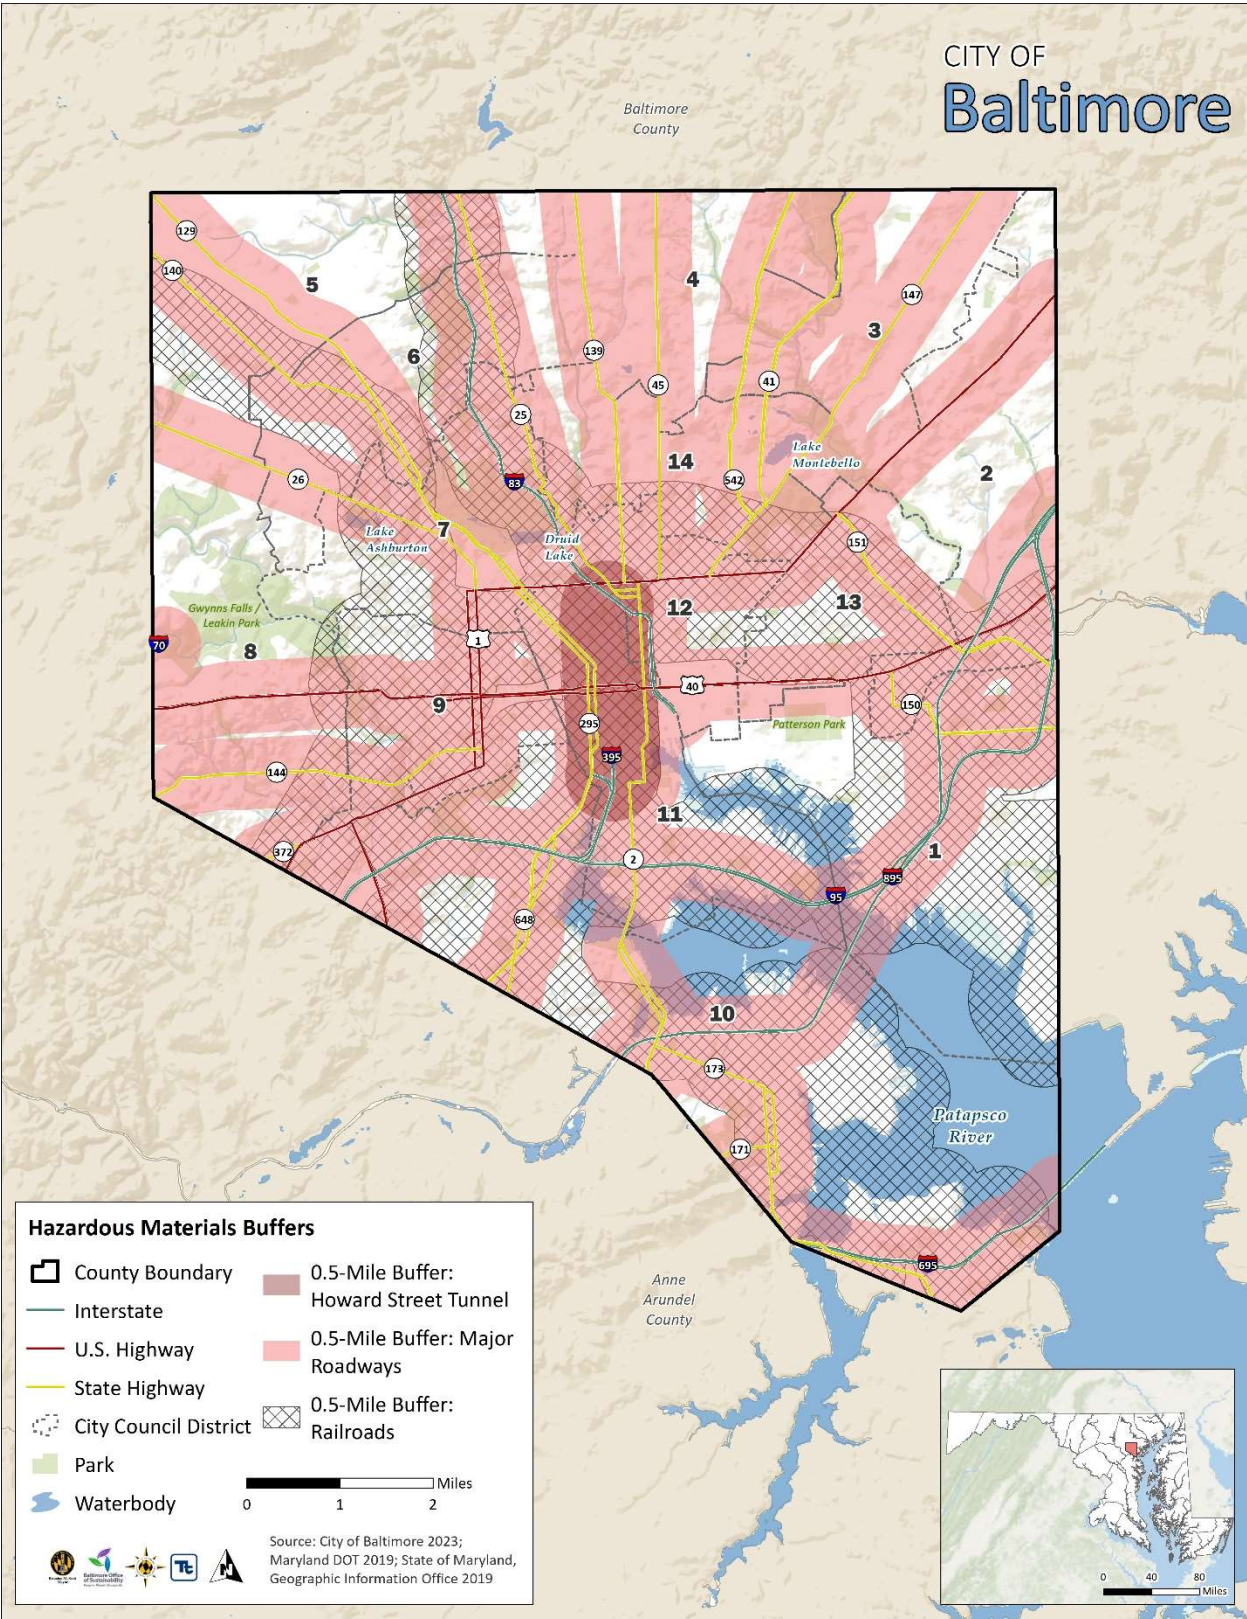 CITY OF
Baltimore
Baltimore
County
129
140
5
4
147
3
6
139
45
41
25
Lake
Montebello
14
2
26
83
542
7
Lake
Ashburton
Druid
Lake
151
Gwynns Falls /
Leakin Park
12
13
70
8
1
40
9
150
295
Patterson Park
395
144
11
372
2
1
895
95
648
10
173
Patapsco
River
171
695
Anne
Arundel
County
Hazardous Materials Buffers
County Boundary
Interstate
U.S. Highway
State Highway
City Council District
Park
Waterbody
0.5-Mile Buffer:
Howard Street Tunnel
0.5-Mile Buffer: Major
Roadways
0.5-Mile Buffer:
Railroads
Miles
0 1 2
Baltimore Office
of Sustainability
Tt
N
Source: City of Baltimore 2023;
Maryland DOT 2019; State of Maryland,
Geographic Information Office 2019
0 40 80
Miles